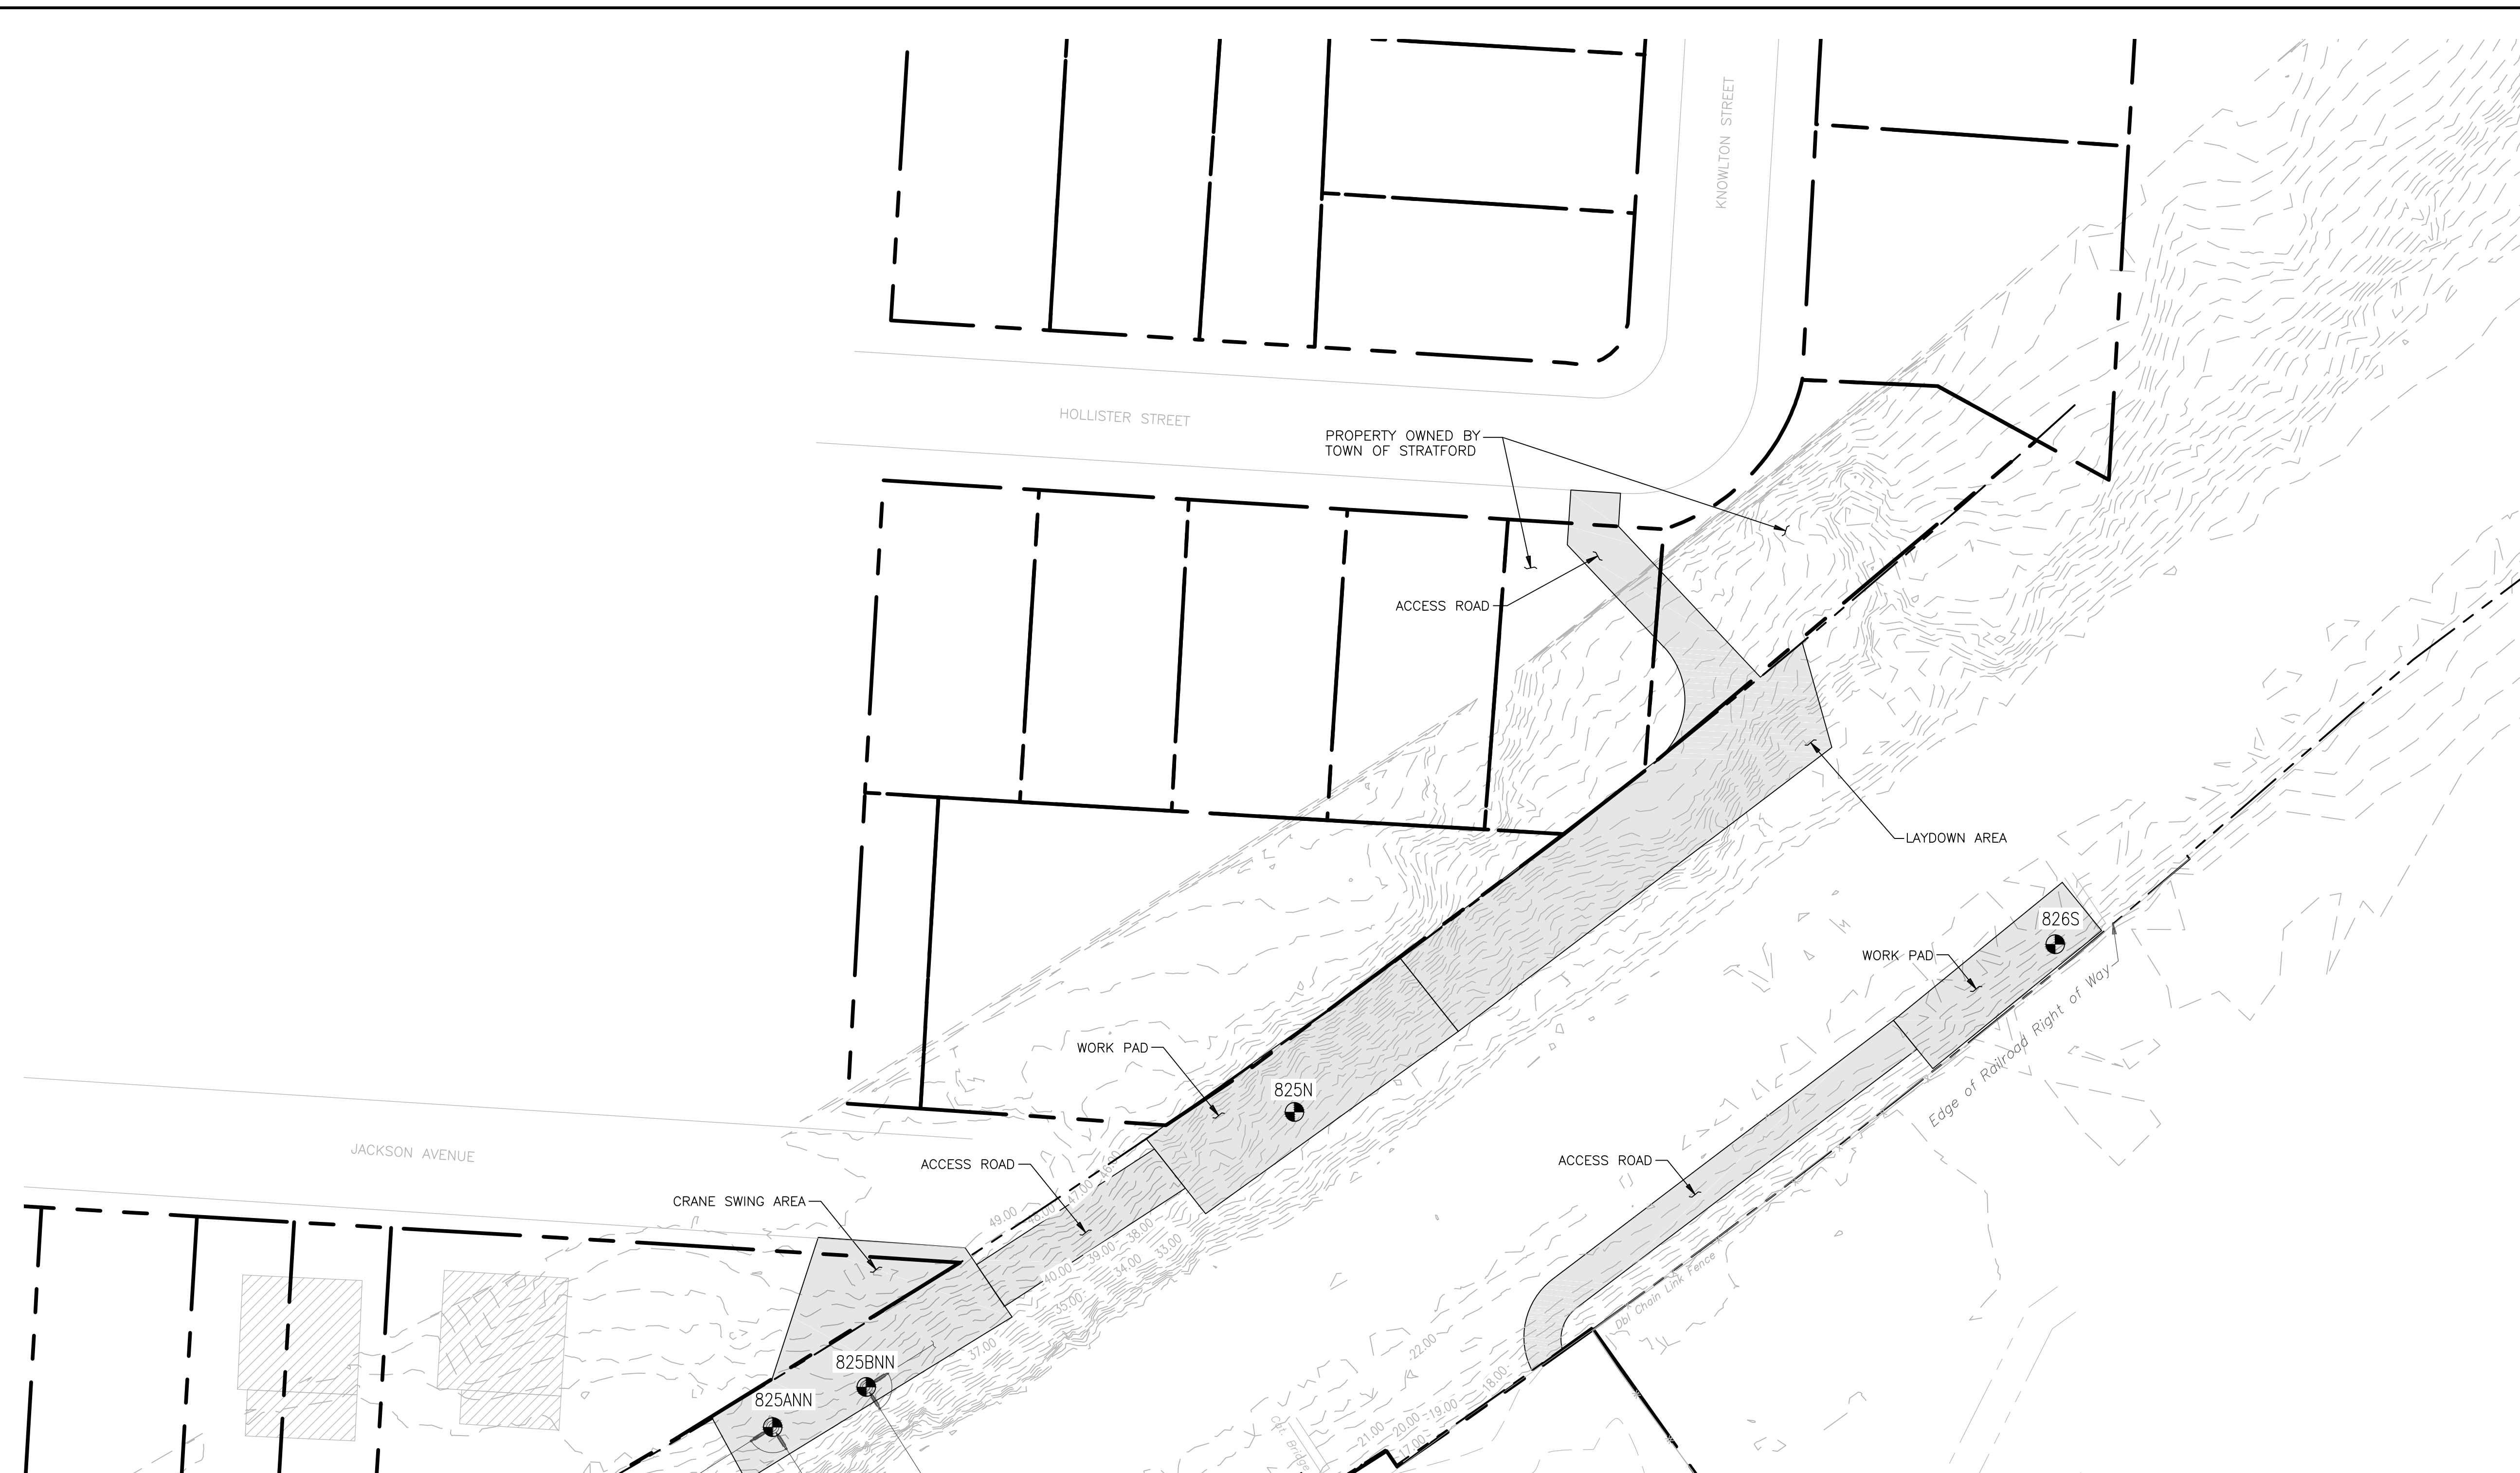 KNOWLTON STREET
HOLLISTER STREET
PROPERTY OWNED BY
TOWN OF STRATFORD
ACCESS ROAD
LAYDOWN AREA
826S
WORK PAD
Edge of Railroad Right of Way
WORK PAD
825N
JACKSON AVENUE
ACCESS ROAD
ACCESS ROAD
CRANE SWING AREA
49.00
47.00
40.00
39.00
38.00
33.00
34.00
35.00
37.00
Dbl Chain Link Fence
825BNN
825ANN
22.00
21.00
20.00
19.00
18.00
17.00
Bridge